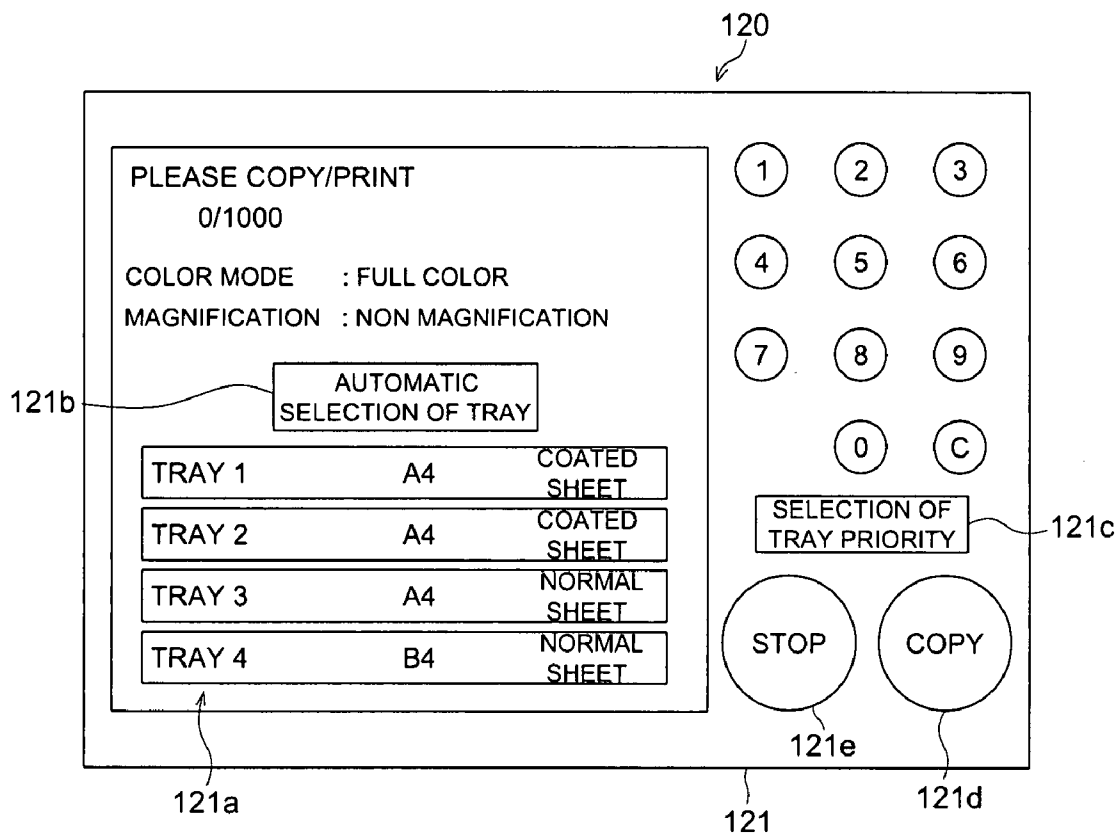 120
PLEASE COPY/PRINT
0/1000
COLOR MODE : FULL COLOR
MAGNIFICATION : NON MAGNIFICATION
121b
AUTOMATIC
SELECTION OF TRAY
TRAY 1 A4 COATED
SHEET
TRAY 2 A4 COATED
SHEET
TRAY 3 A4 NORMAL
SHEET
TRAY 4 B4 NORMAL
SHEET
121a
1 2 3
4 5 6
7 8 9
0 C
SELECTION OF
TRAY PRIORITY
121c
STOP COPY
121e
121
121d